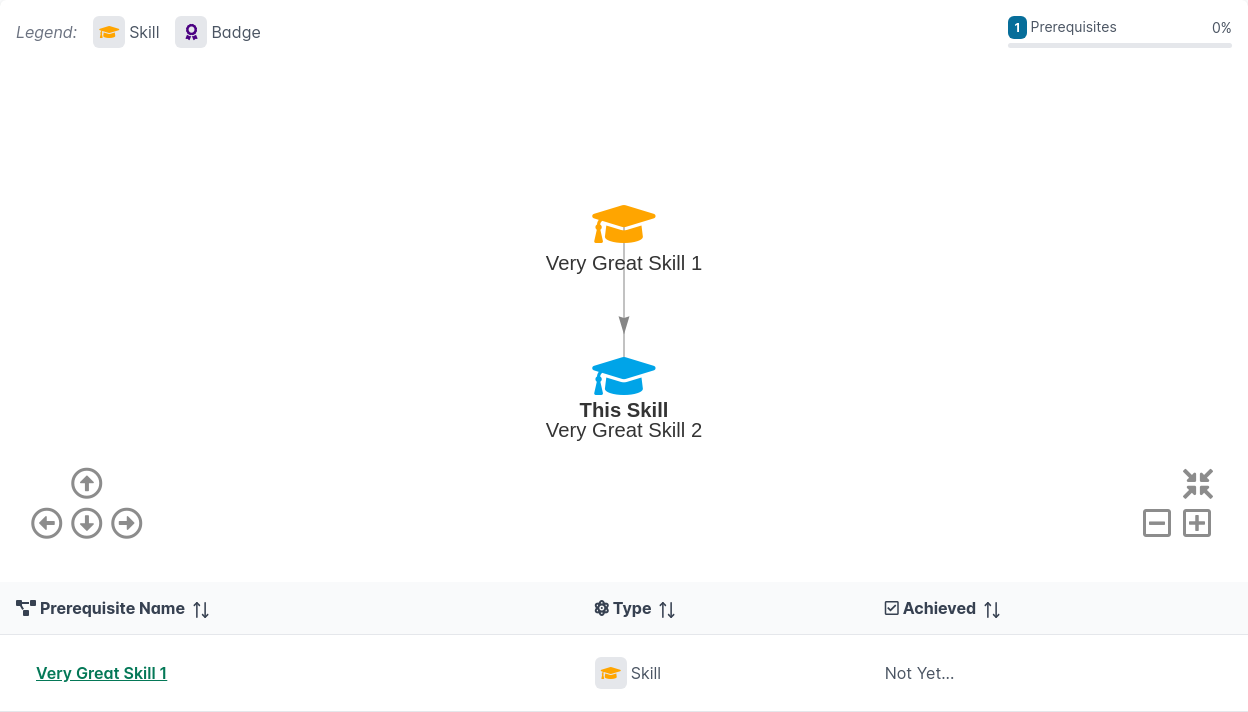 Legend: Skill Badge
1 Prerequisites 0%
Very Great Skill 1
This Skill
Very Great Skill 2
Prerequisite Name Type Achieved
Very Great Skill 1 Skill Not Yet...